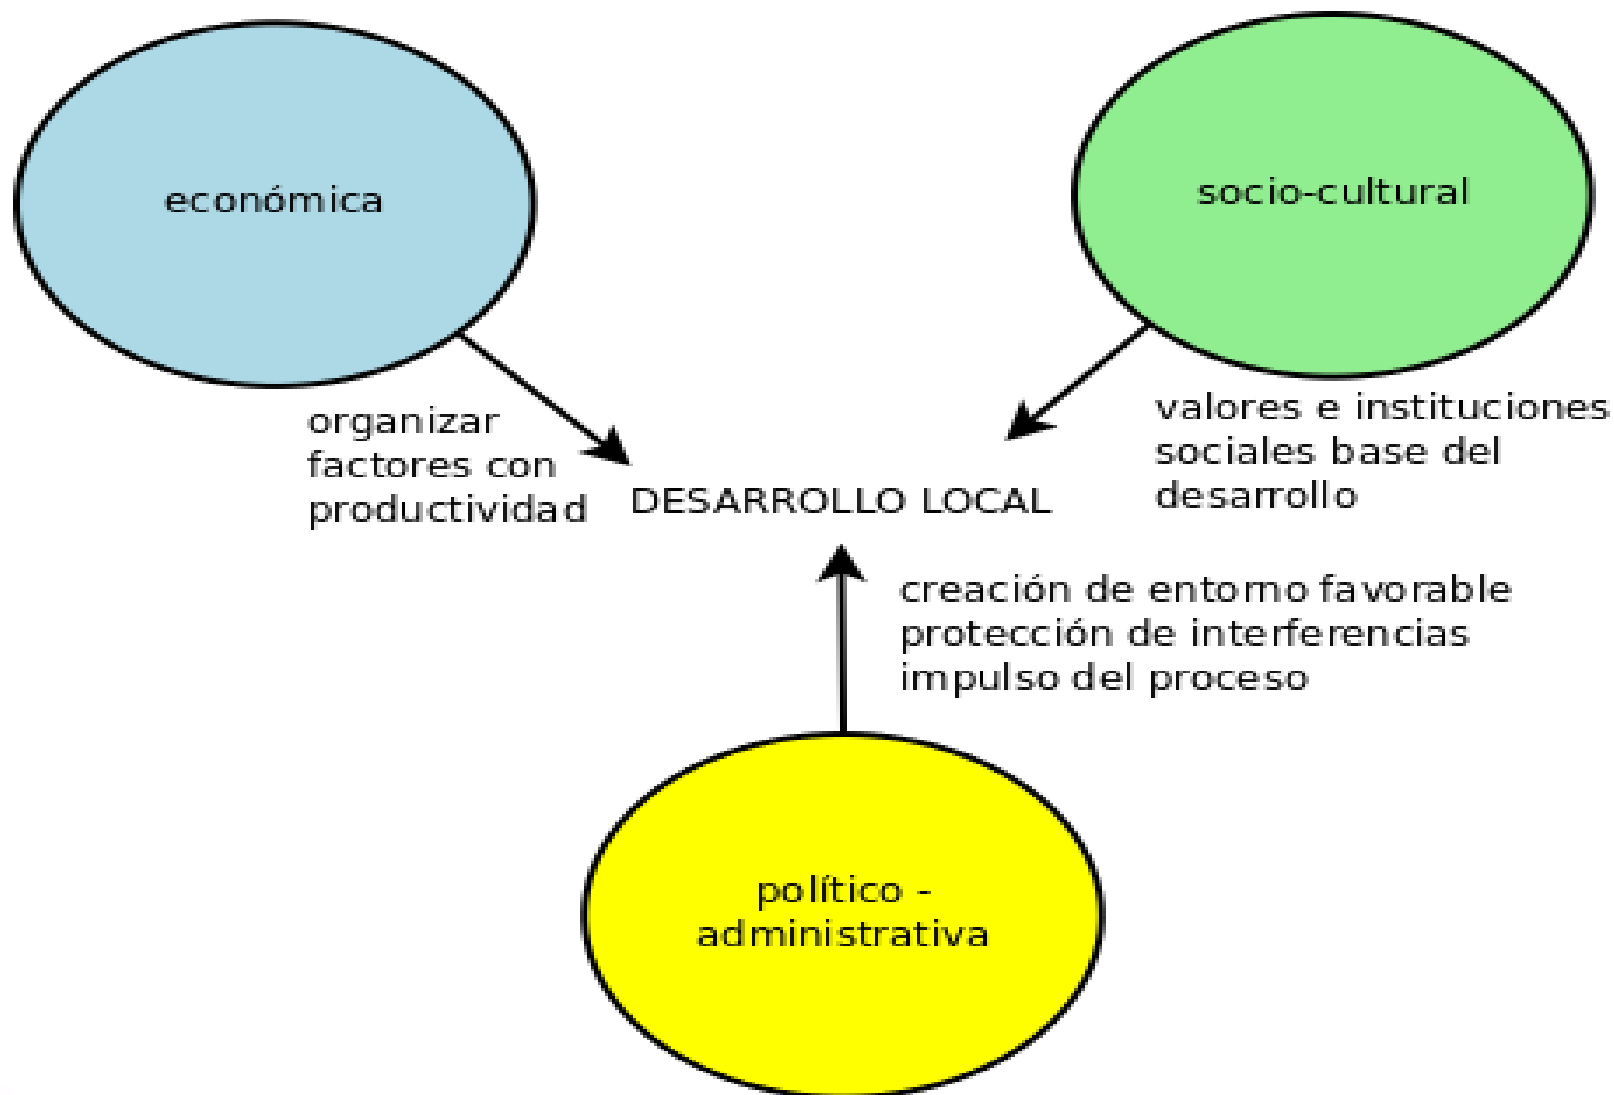 económica
socio-cultural
organizar
factores con
productividad
valores e instituciones
sociales base del
desarrollo
DESARROLLO LOCAL
creación de entorno favorable
protección de interferencias
impulso del proceso
político -
administrativa